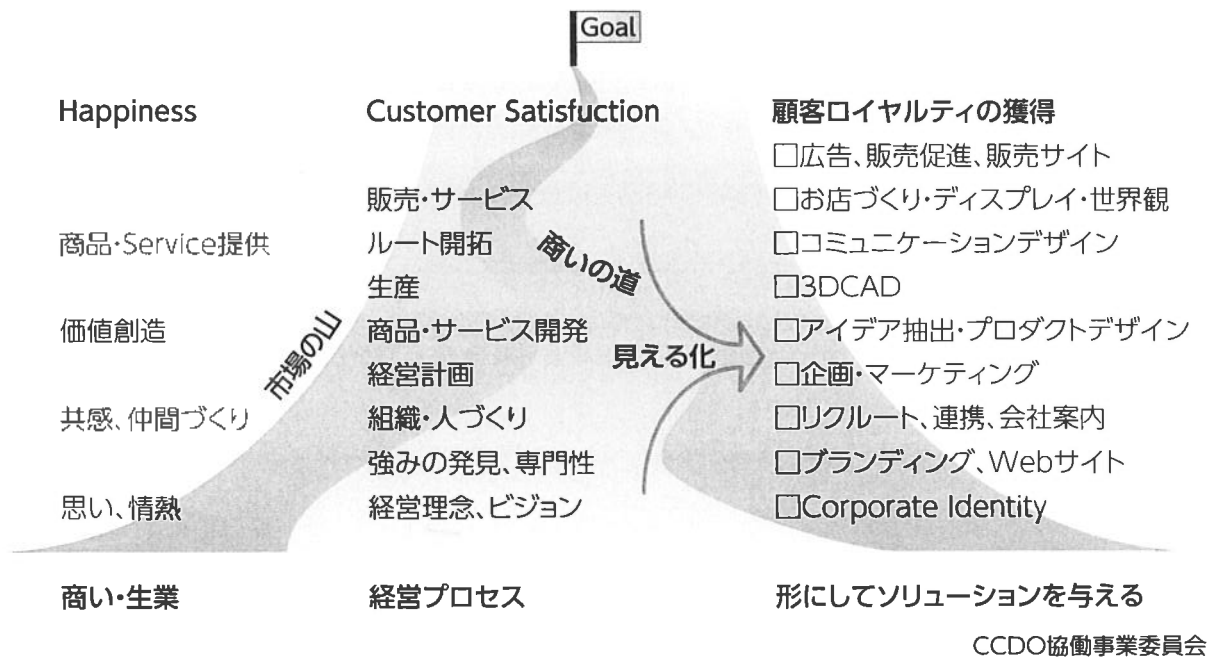 Goal
Happiness
Customer Satisfuction
顧客ロイヤルティの獲得
□広告、販売促進、販売サイト
販売・サービス
□お店づくり・ディスプレイ・世界観
商品・Service提供
ルート開拓
商いの道
□コミュニケーションデザイン
生産
□3DCAD
価値創造
市場の山
商品・サービス開発
見える化
□アイデア抽出・プロダクトデザイン
経営計画
□企画・マーケティング
共感、仲間づくり
組織・人づくり
□リクルート、連携、会社案内
強みの発見、専門性
□ブランディング、Webサイト
思い、情熱
経営理念、ビジョン
□Corporate Identity
商い・生業
経営プロセス
形にしてソリューションを与える
CCDO協働事業委員会